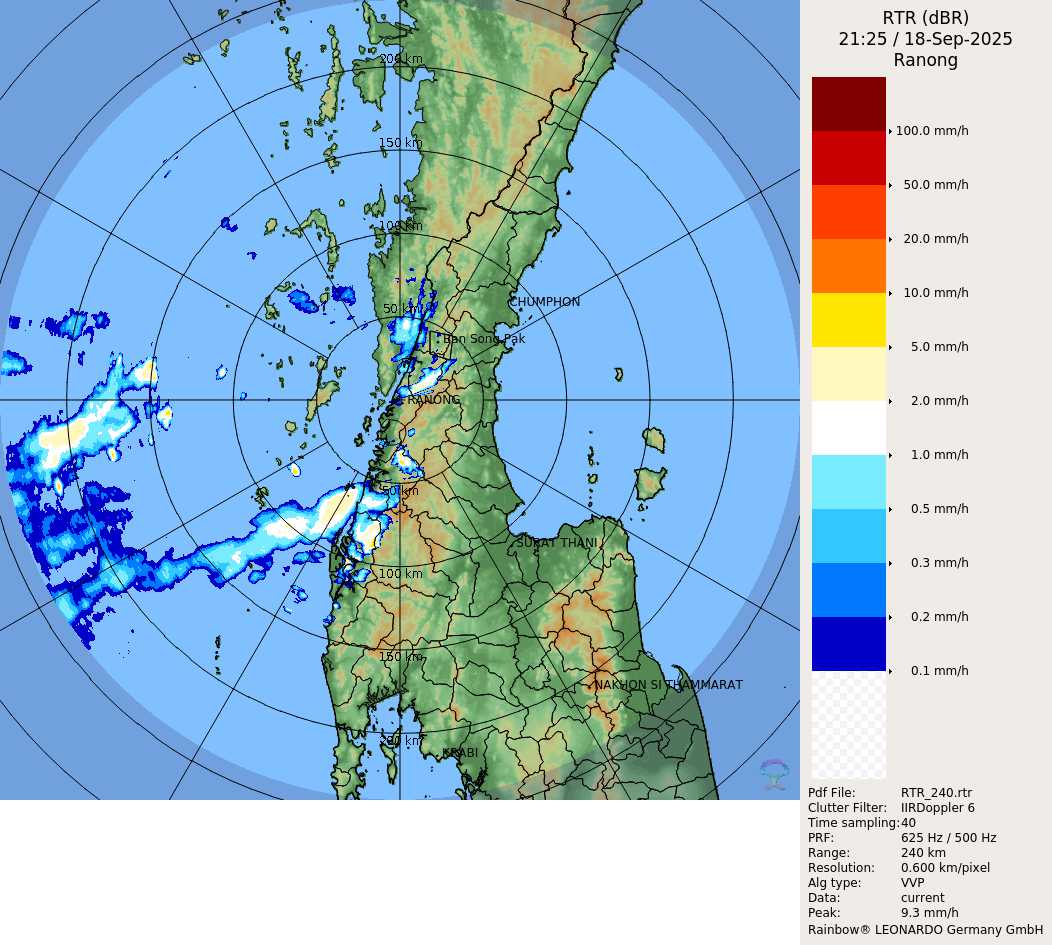 RTR (dBR)
21:25 / 18-Sep-2025
Ranong
200 km
150 km
100 km
50 km
CHUMPHON
Ban Song Pak
RANONG
50 km
SURAT THANI
100 km
150 km
NAKHON SI THAMMARAT
200 km
KRABI
100.0 mm/h
50.0 mm/h
20.0 mm/h
10.0 mm/h
5.0 mm/h
2.0 mm/h
1.0 mm/h
0.5 mm/h
0.3 mm/h
0.2 mm/h
0.1 mm/h
Pdf File: RTR_240.rtr
Clutter Filter: IIRDoppler 6
Time sampling:40
PRF: 625 Hz / 500 Hz
Range: 240 km
Resolution: 0.600 km/pixel
Alg type: VVP
Data: current
Peak: 9.3 mm/h
Rainbow® LEONARDO Germany GmbH